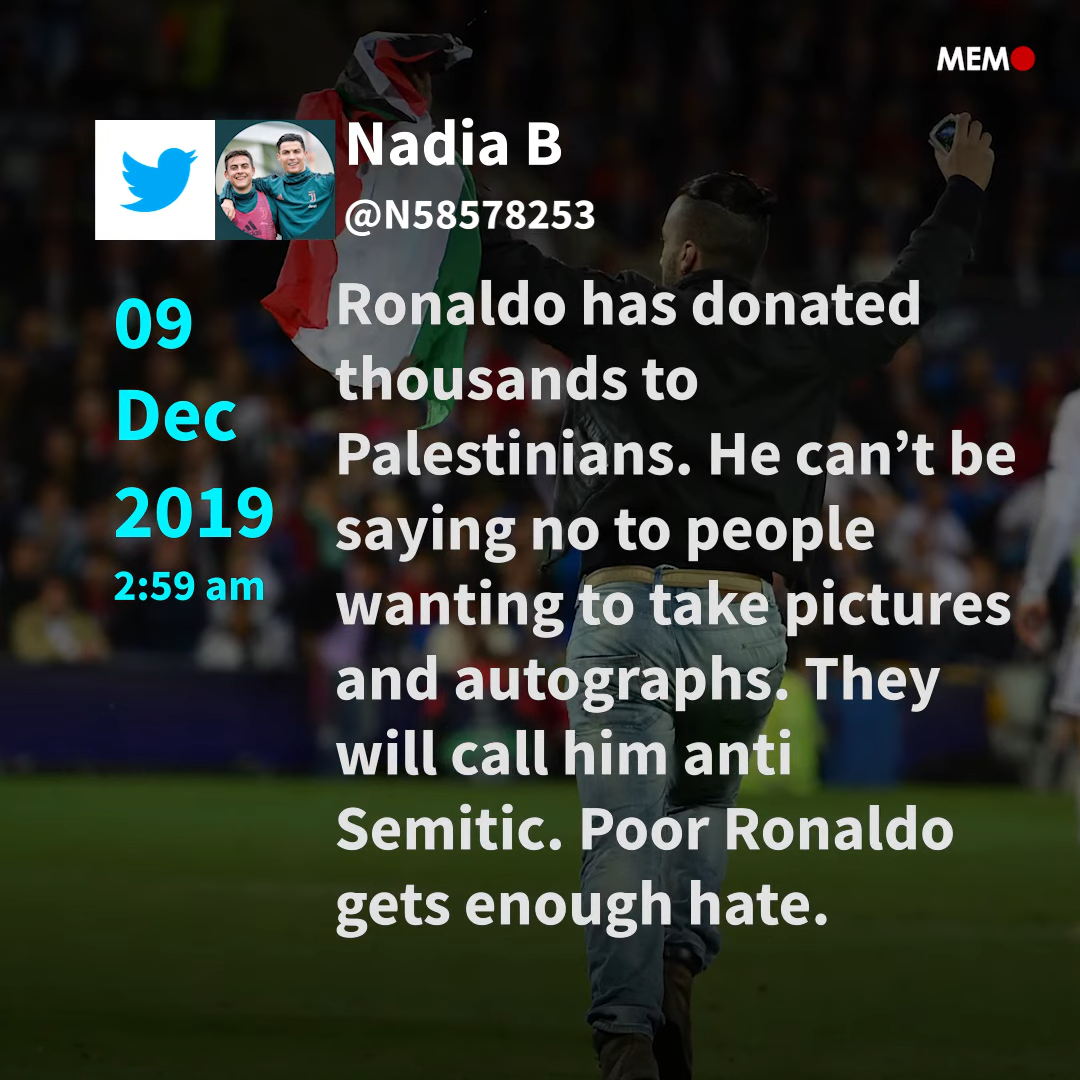 MEMO
Nadia B
@N58578253
09
Dec
2019
2:59 am
Ronaldo has donated
thousands to
Palestinians. He can’t be
saying no to people
wanting to take pictures
and autographs. They
will call him anti
Semitic. Poor Ronaldo
gets enough hate.